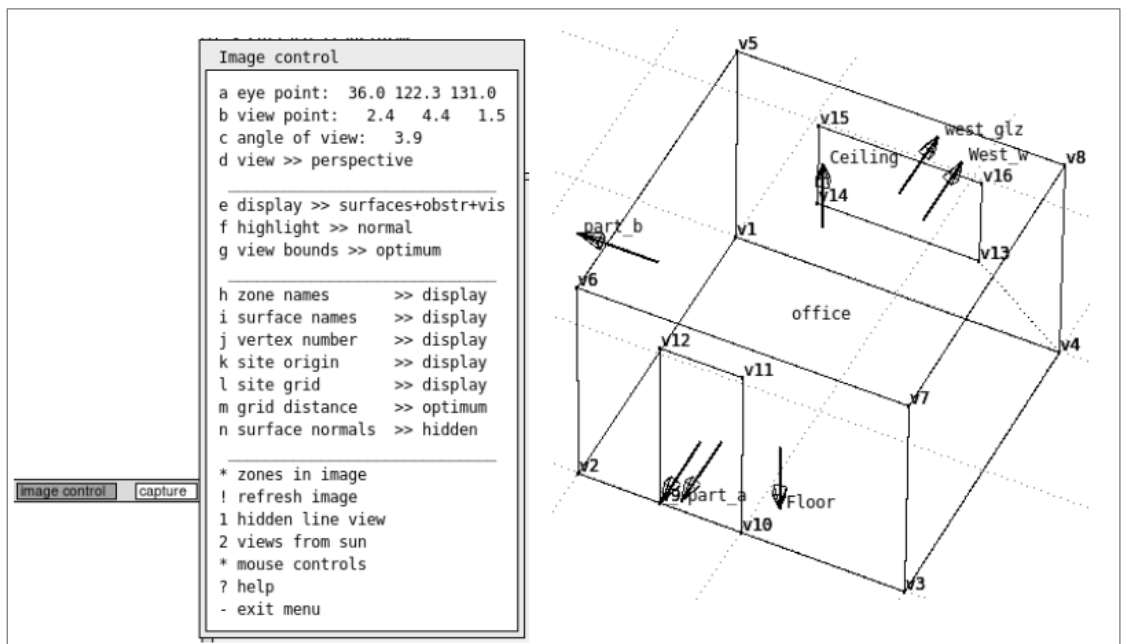 Image control
a eye point: 36.0 122.3 131.0
b view point: 2.4 4.4 1.5
c angle of view: 3.9
d view >> perspective
e display >> surfaces+obstr+vis
f highlight >> normal
g view bounds >> optimum
h zone names >> display
i surface names >> display
j vertex number >> display
k site origin >> display
l site grid >> display
m grid distance >> optimum
n surface normals >> hidden
* zones in image
! refresh image
1 hidden line view
2 views from sun
* mouse controls
? help
- exit menu
image control
capture
v5
v15
west_glz
Ceiling
West_w
v8
v16
v14
part_b
v1
v13
v6
office
v12
v4
v11
v7
v2
part_a
Floor
v10
v3